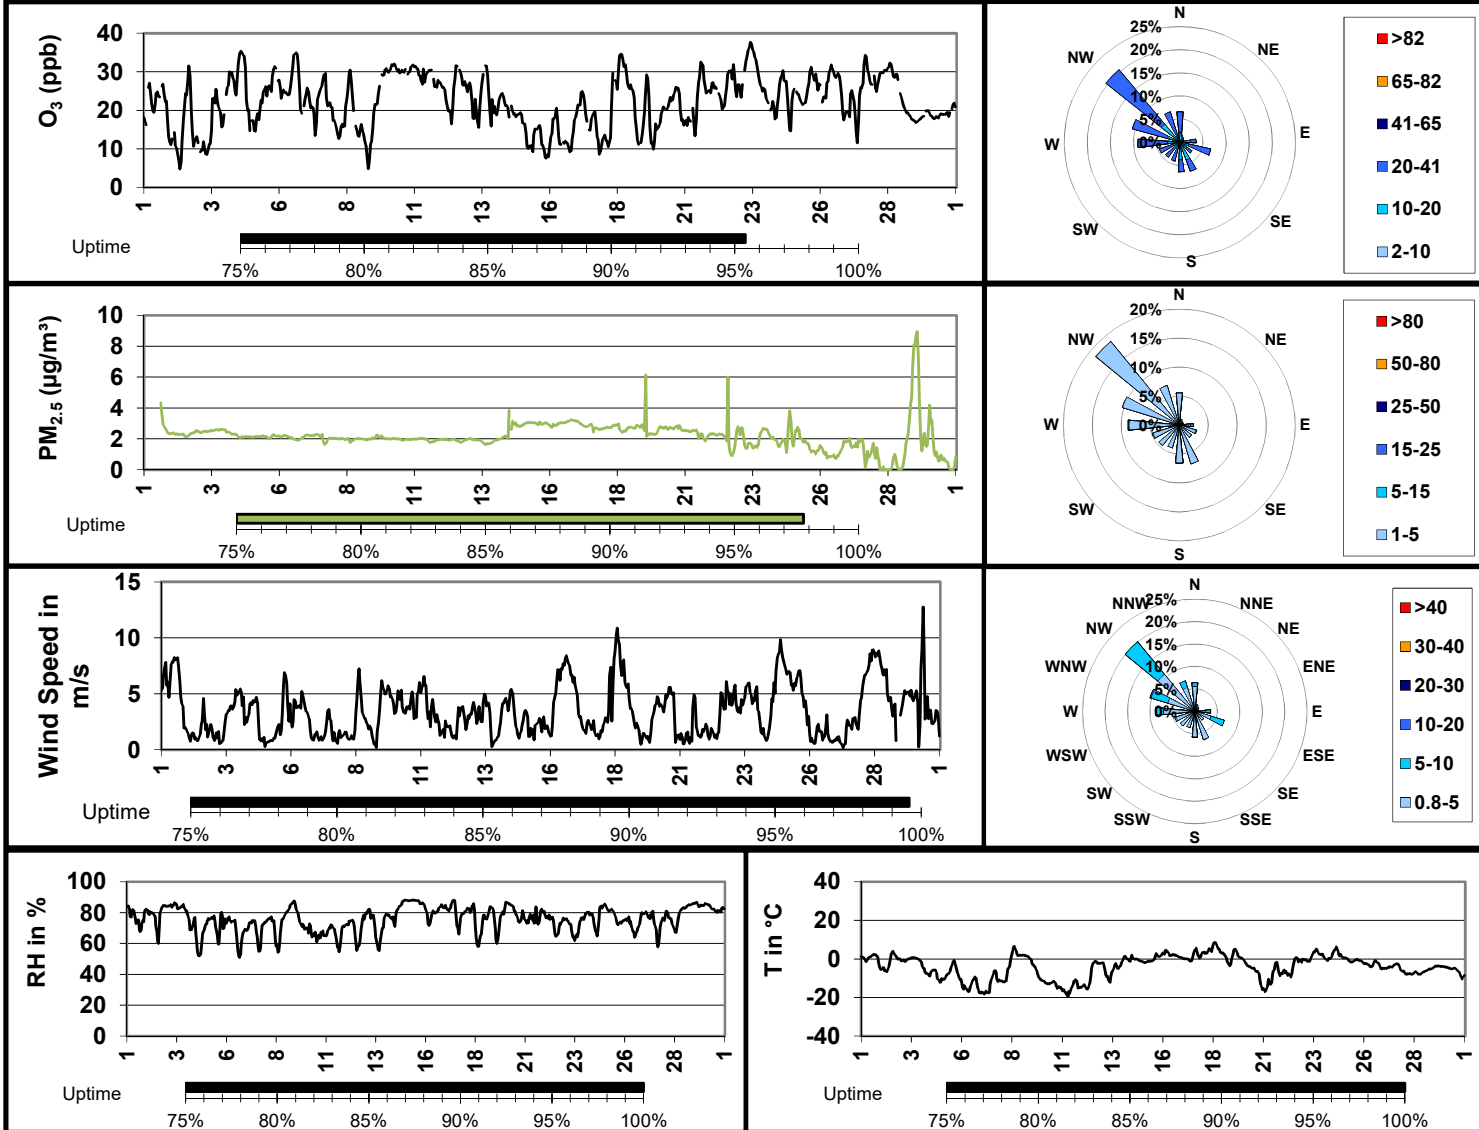 O3 (ppb)
40
30
20
10
0
1 3 6 8 11 13 16 18 21 23 26 28 1
Uptime
75% 80% 85% 90% 95% 100%
N
NE
E
SE
S
SW
W
NW
25%
20%
15%
10%
5%
0%
>82
65-82
41-65
20-41
10-20
2-10
PM2.5 (µg/m³)
10
8
6
4
2
0
1 3 6 8 11 13 16 18 21 23 26 28 1
Uptime
75% 80% 85% 90% 95% 100%
N
NE
E
SE
S
SW
W
NW
20%
15%
10%
5%
0%
>80
50-80
25-50
15-25
5-15
1-5
Wind Speed in
m/s
15
10
5
0
1 3 6 8 11 13 16 18 21 23 26 28 1
Uptime
75% 80% 85% 90% 95% 100%
N
NNE
NE
ENE
E
ESE
SE
SSE
S
SSW
SW
WSW
W
WNW
NW
NNW
25%
20%
15%
10%
5%
0%
>40
30-40
20-30
10-20
5-10
0.8-5
RH in %
100
80
60
40
20
0
1 3 6 8 11 13 16 18 21 23 26 28 1
Uptime
75% 80% 85% 90% 95% 100%
T in °C
40
20
0
-20
-40
1 3 6 8 11 13 16 18 21 23 26 28 1
Uptime
75% 80% 85% 90% 95% 100%